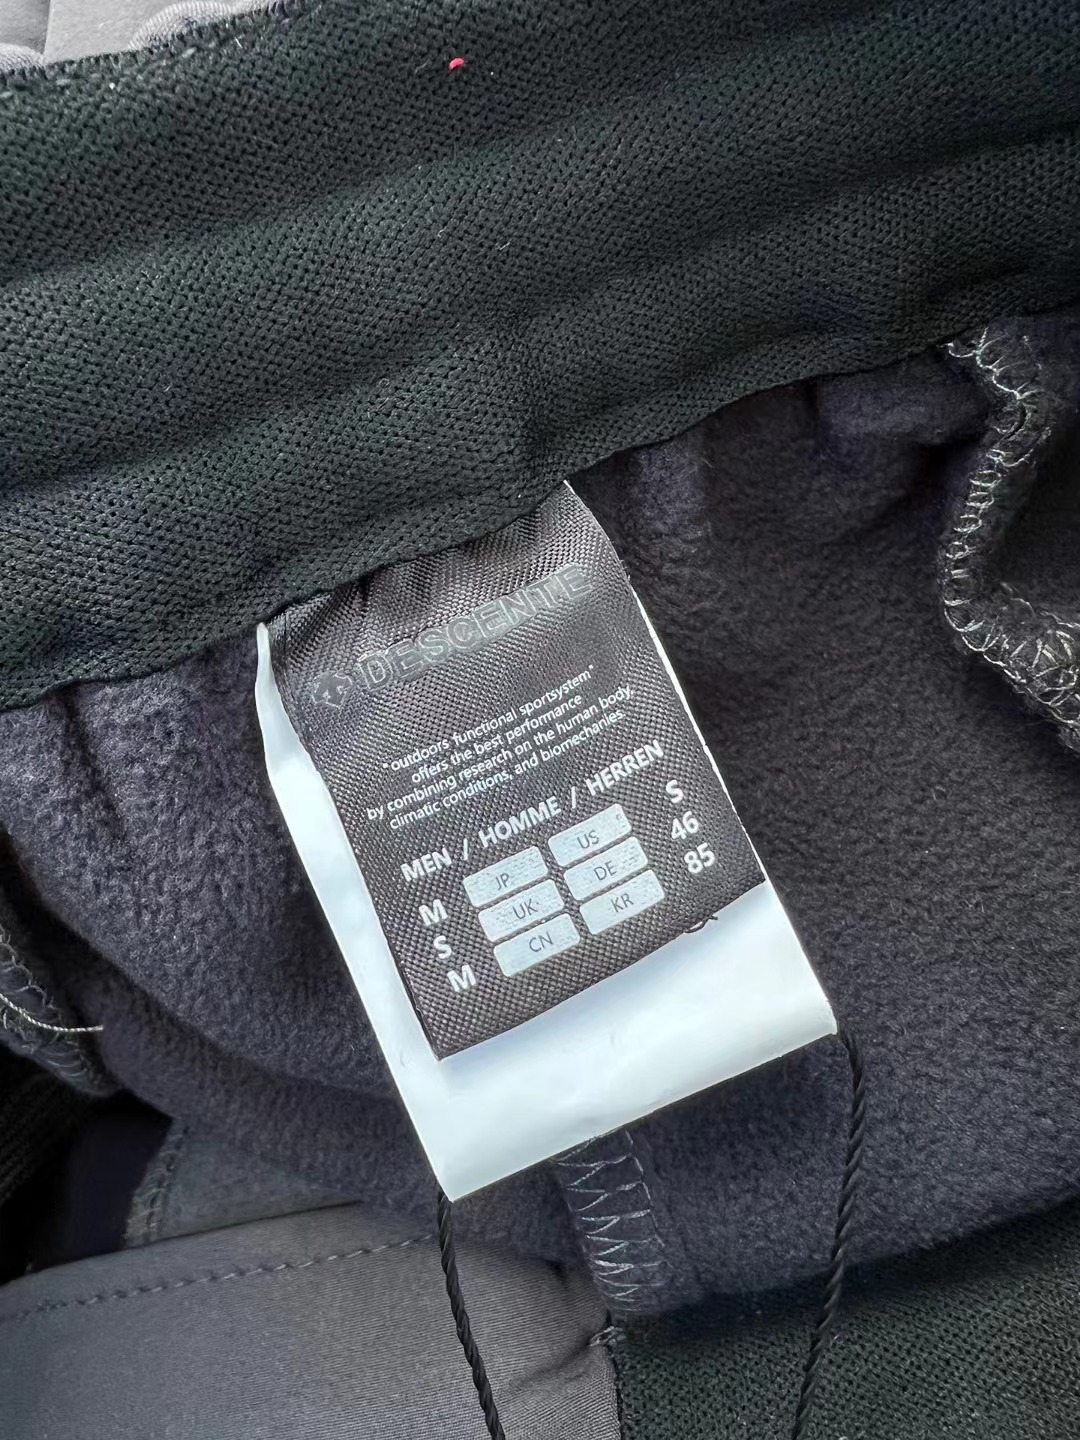 DESCENTE
"outdoors functional sportsystem"
offers the best performance
by combining research on the human body,
climatic conditions, and biomechanies.
MEN / HOMME / HERREN
M JP US S
S UK DE 46
M CN KR 85